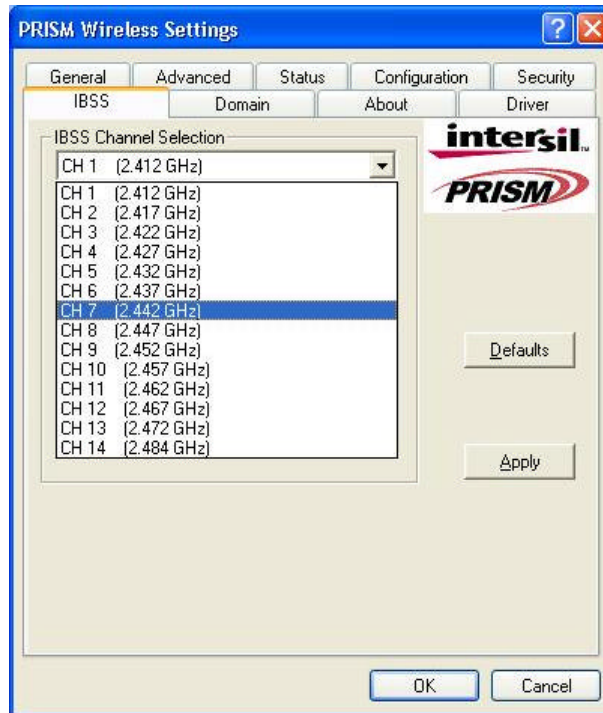 PRISM Wireless Settings
General Advanced Status Configuration Security
IBSS Domain About Driver
IBSS Channel Selection
CH 1 (2.412 GHz)
CH 1 (2.412 GHz)
CH 2 (2.417 GHz)
CH 3 (2.422 GHz)
CH 4 (2.427 GHz)
CH 5 (2.432 GHz)
CH 6 (2.437 GHz)
CH 7 (2.442 GHz)
CH 8 (2.447 GHz)
CH 9 (2.452 GHz)
CH 10 (2.457 GHz)
CH 11 (2.462 GHz)
CH 12 (2.467 GHz)
CH 13 (2.472 GHz)
CH 14 (2.484 GHz)
intersil
PRISM
Defaults
Apply
OK Cancel